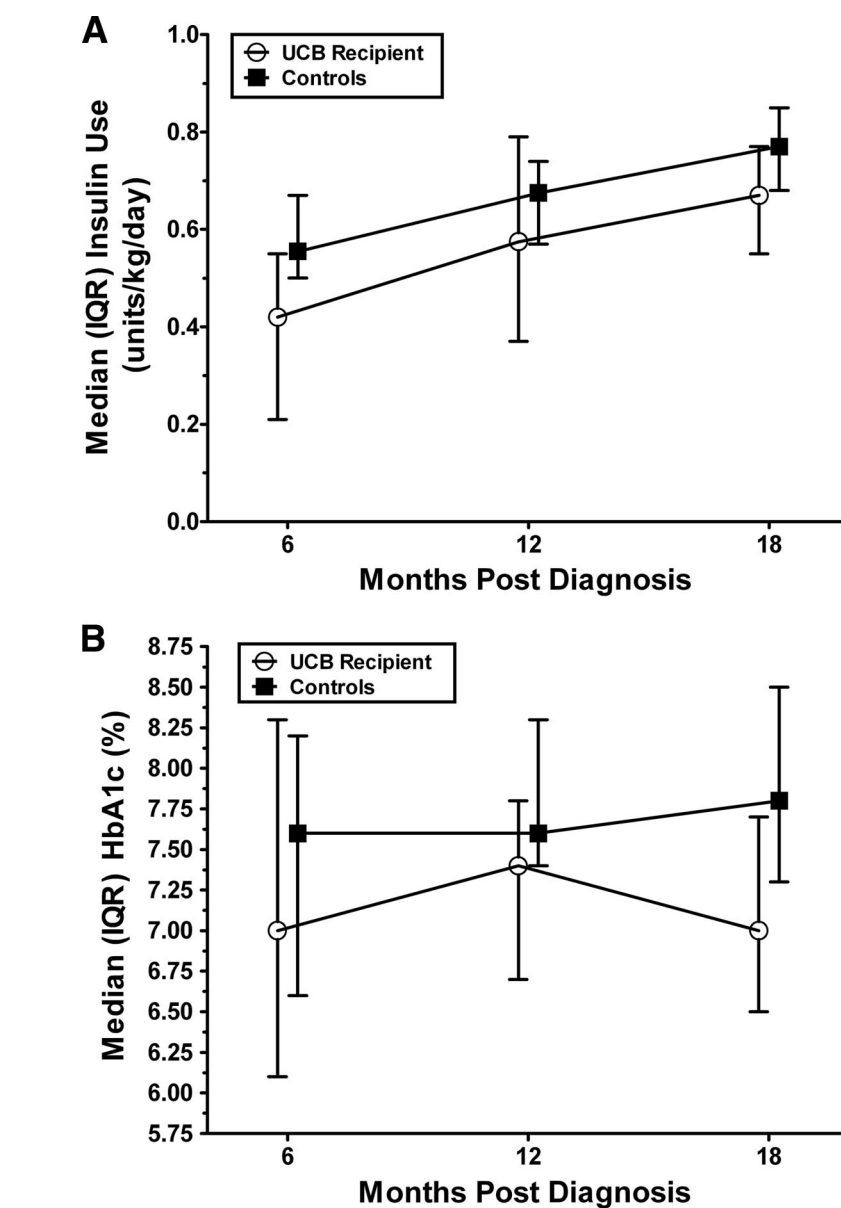 A
Median (IQR) Insulin Use
(units/kg/day)
1.0
0.8
0.6
0.4
0.2
0.0
UCB Recipient
Controls
6
12
18
Months Post Diagnosis
B
Median (IQR) HbA1c (%)
8.75
8.50
8.25
8.00
7.75
7.50
7.25
7.00
6.75
6.50
6.25
6.00
5.75
UCB Recipient
Controls
6
12
18
Months Post Diagnosis